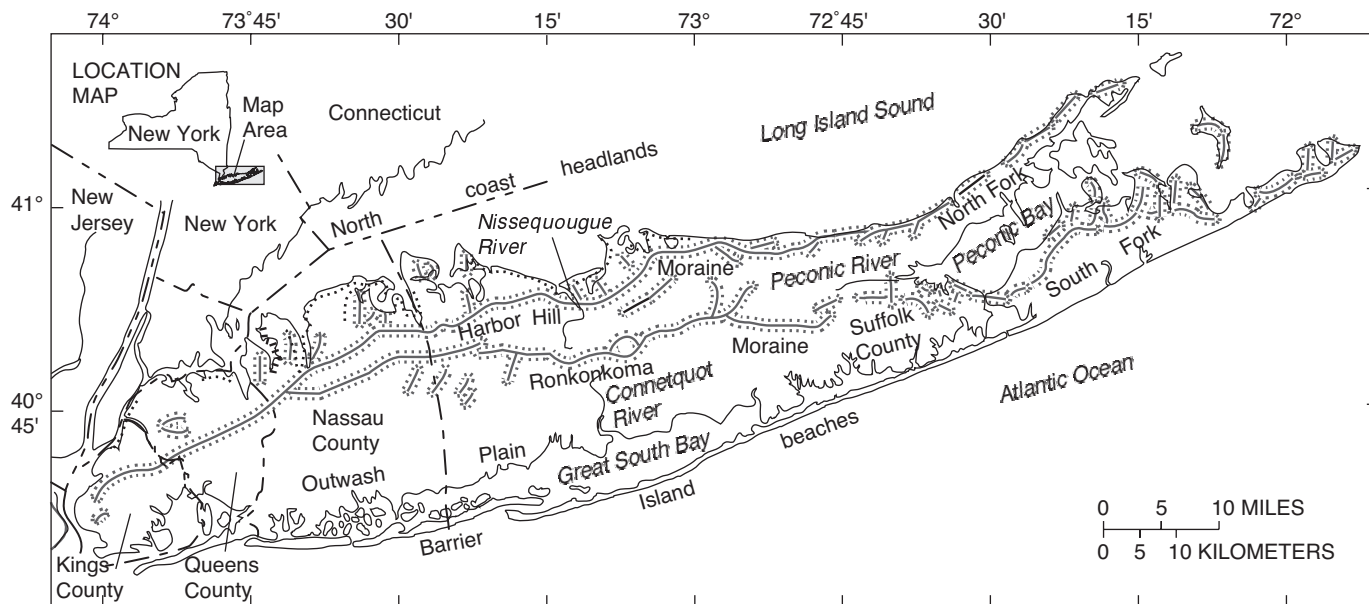 74°
73°45'
30'
15'
73°
72°45'
30'
15'
72°
LOCATION
MAP
New York
Map
Area
Connecticut
Long Island Sound
New
Jersey
New York
41°
North coast headlands
Nissequougue
River
North Fork
Peconic Bay
South Fork
Moraine
Peconic River
Harbor Hill
Suffolk
County
Moraine
Ronkonkoma
Connetquot
River
Atlantic Ocean
40°
45'
Nassau
County
Outwash Plain
Great South Bay
Barrier Island beaches
Kings
County
Queens
County
0 5 10 MILES
0 5 10 KILOMETERS